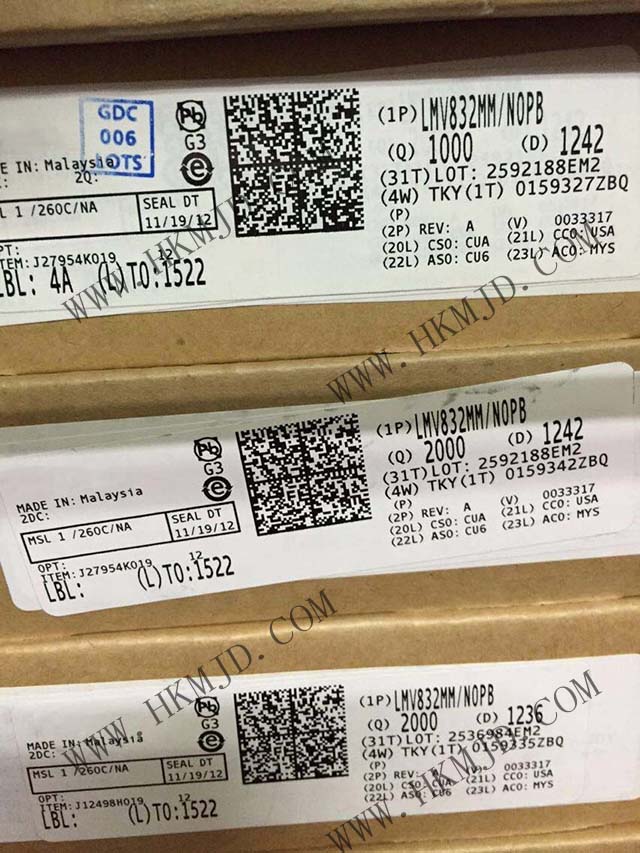 GDC
006
LOTS
G3
e
MADE IN: Malaysia
2Q:
L 1 /260C/NA
SEAL DT
11/19/12
PT:
ITEM: J27954K019
12
LBL: 4A (L)TO:1522
(1P) LMV832MM/NOPB
(Q) 1000 (D) 1242
(31T) LOT: 2592188EM2
(4W) TKY(1T) 0159327ZBQ
(P)
(2P) REV: A (V) 0033317
(20L) CSO: CUA (21L) CCO: USA
(22L) ASO: CU6 (23L) ACO: MYS
WWW.HKMJD.COM
WWW.HKMJD.COM
Pb
G3
e
MADE IN: Malaysia
2DC:
MSL 1 /260C/NA
SEAL DT
11/19/12
OPT:
ITEM: J27954K019
12
LBL: (L)TO:1522
(1P) LMV832MM/NOPB
(Q) 2000 (D) 1242
(31T) LOT: 2592188EM2
(4W) TKY(1T) 0159342ZBQ
(P)
(2P) REV: A (V) 0033317
(20L) CSO: CUA (21L) CCO: USA
(22L) ASO: CU6 (23L) ACO: MYS
WWW.HKMJD.COM
WWW.HKMJD.COM
Pb
G3
e
MADE IN: Malaysia
2DC:
MSL 1 /260C/NA
SEAL DT
11/19/12
OPT:
ITEM: J12498H019
12
LBL: (L)TO:1522
(1P) LMV832MM/NOPB
(Q) 2000 (D) 1236
(31T) LOT: 2536984EM2
(4W) TKY(1T) 0159335ZBQ
(P)
(2P) REV: A (V) 0033317
(20L) CSO: CUA (21L) CCO: USA
(22L) ASO: CU6 (23L) ACO: MYS